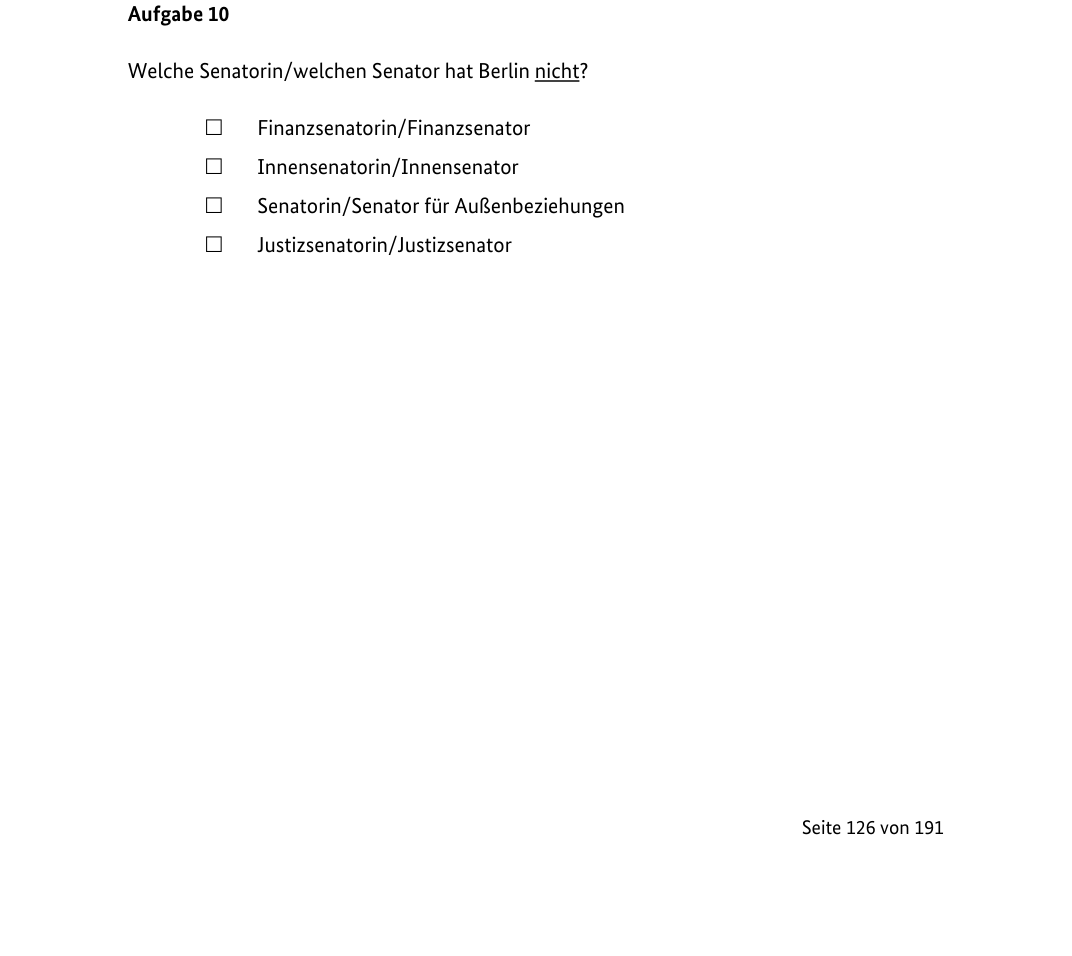 Aufgabe 10
Welche Senatorin/welchen Senator hat Berlin nicht?
☐ Finanzsenatorin/Finanzsenator
☐ Innensenatorin/Innensenator
☐ Senatorin/Senator für Außenbeziehungen
☐ Justizsenatorin/Justizsenator
Seite 126 von 191